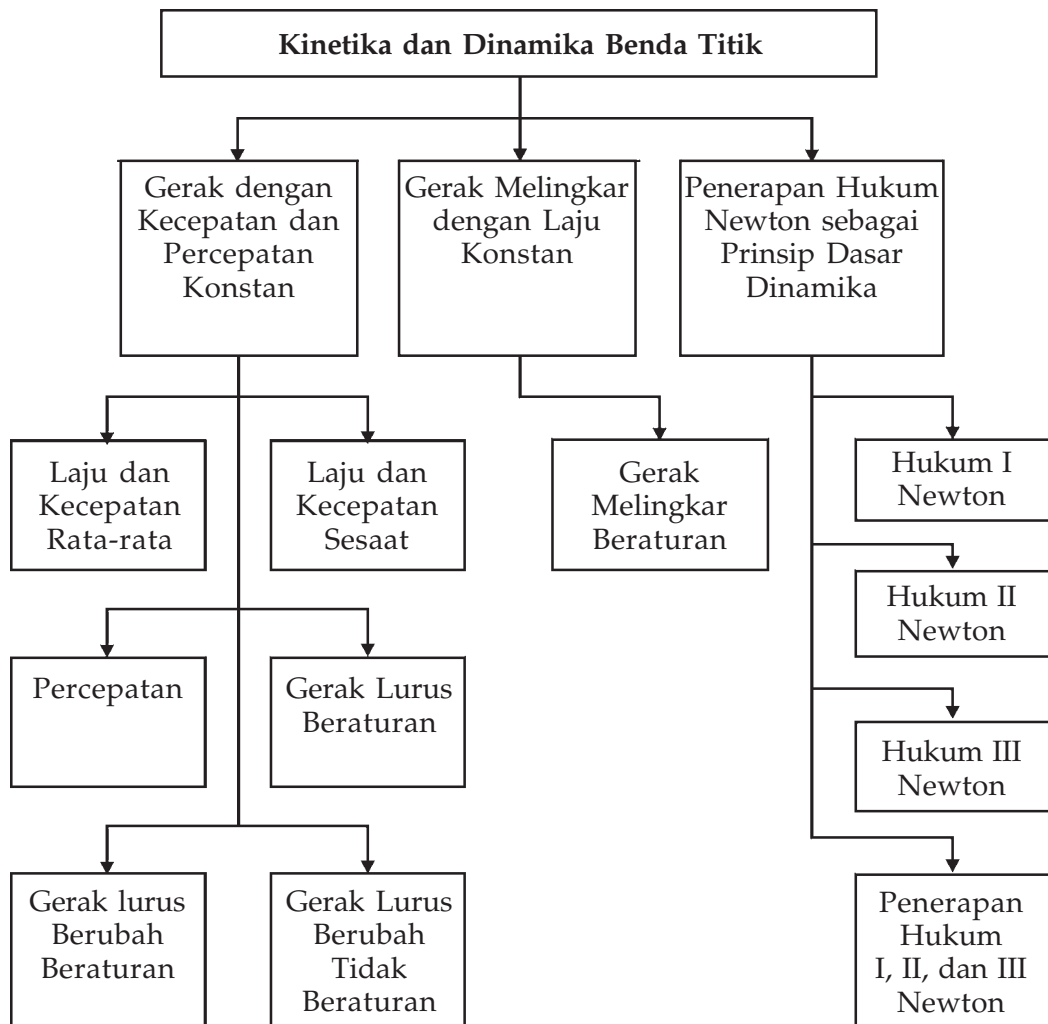 Kinetika dan Dinamika Benda Titik
Gerak dengan
Kecepatan dan
Percepatan
Konstan
Gerak Melingkar
dengan Laju
Konstan
Penerapan Hukum
Newton sebagai
Prinsip Dasar
Dinamika
Laju dan
Kecepatan
Rata-rata
Laju dan
Kecepatan
Sesaat
Gerak
Melingkar
Beraturan
Hukum I
Newton
Hukum II
Newton
Percepatan
Gerak Lurus
Beraturan
Hukum III
Newton
Gerak lurus
Berubah
Beraturan
Gerak Lurus
Berubah
Tidak
Beraturan
Penerapan
Hukum
I, II, dan III
Newton